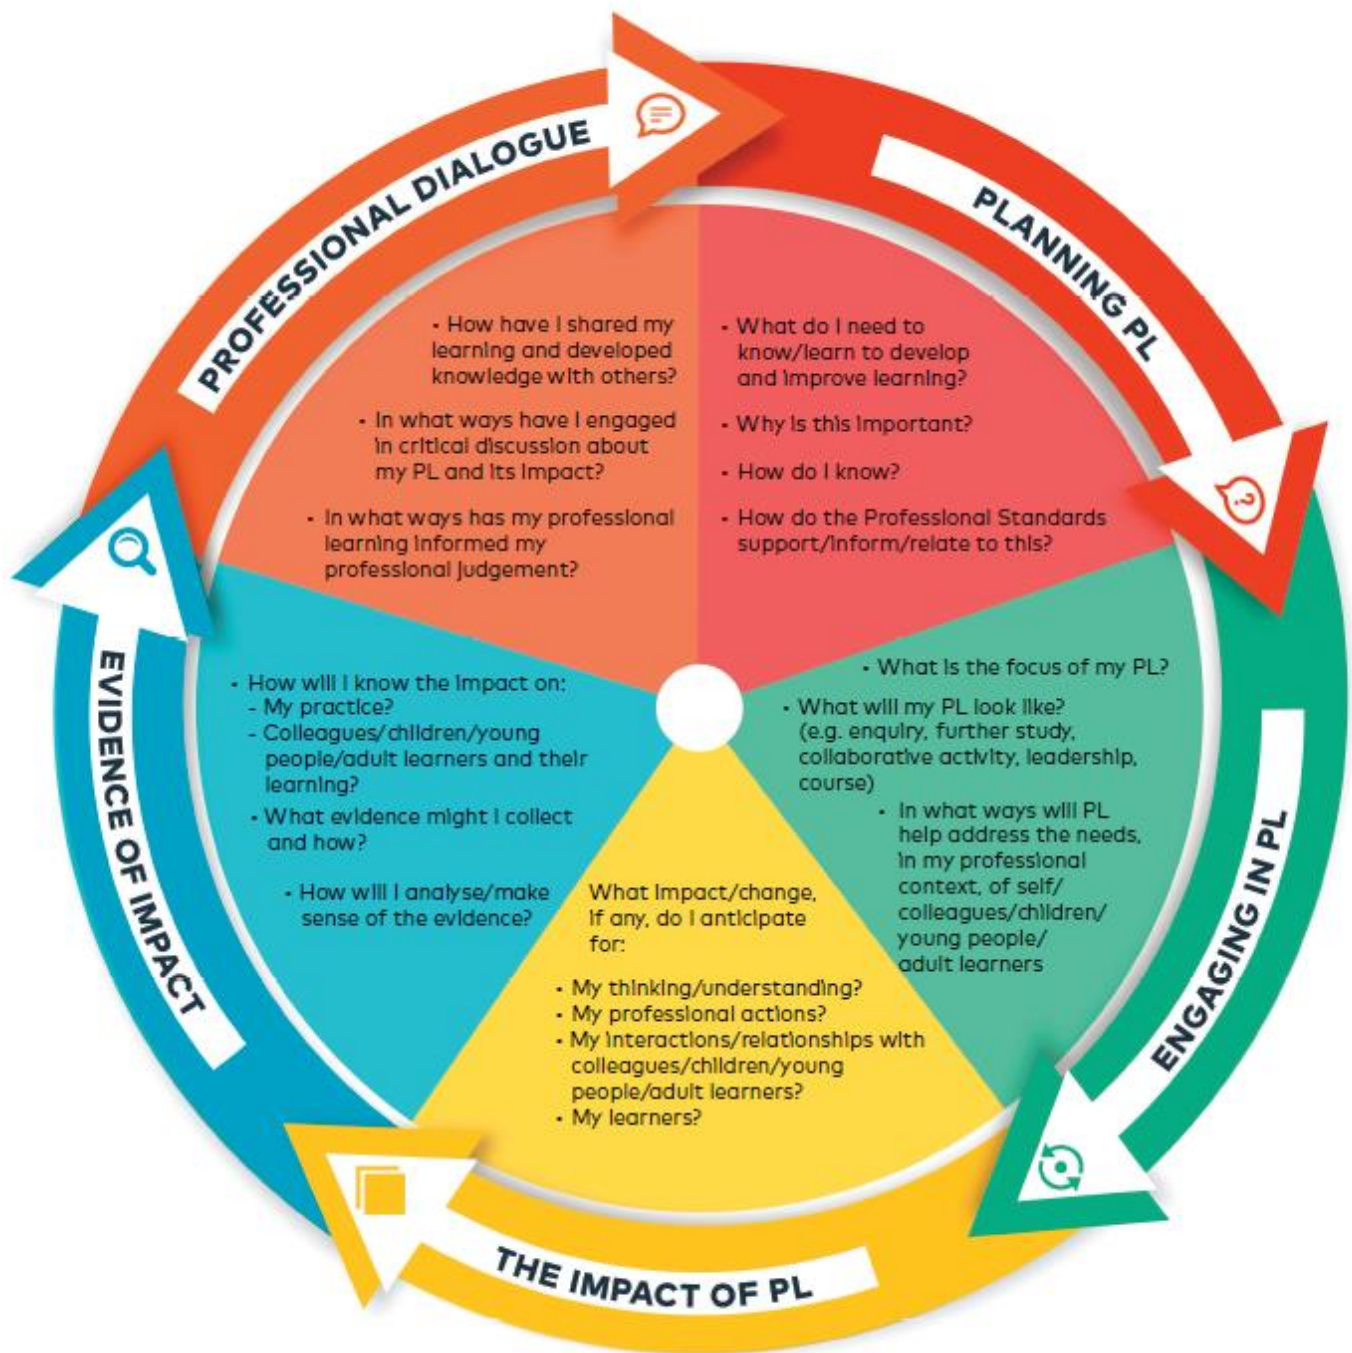 PROFESSIONAL DIALOGUE
• How have I shared my
learning and developed
knowledge with others?
• In what ways have I engaged
in critical discussion about
my PL and its impact?
• In what ways has my professional
learning informed my
professional judgement?
PLANNING PL
?
• What do I need to
know/learn to develop
and improve learning?
• Why is this important?
• How do I know?
• How do the Professional Standards
support/inform/relate to this?
ENGAGING IN PL
• What is the focus of my PL?
• What will my PL look like?
(e.g. enquiry, further study,
collaborative activity, leadership,
course)
• In what ways will PL
help address the needs,
in my professional
context, of self/
colleagues/children/
young people/
adult learners
THE IMPACT OF PL
What impact/change,
if any, do I anticipate
for:
• My thinking/understanding?
• My professional actions?
• My interactions/relationships with
colleagues/children/young
people/adult learners?
• My learners?
EVIDENCE OF IMPACT
• How will I know the impact on:
- My practice?
- Colleagues/children/young
people/adult learners and their
learning?
• What evidence might I collect
and how?
• How will I analyse/make
sense of the evidence?